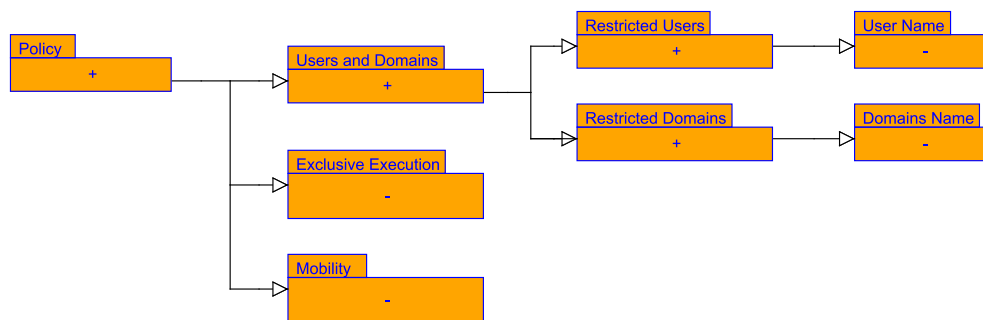 Policy
+
Users and Domains
+
Restricted Users
+
User Name
-
Restricted Domains
+
Domains Name
-
Exclusive Execution
-
Mobility
-